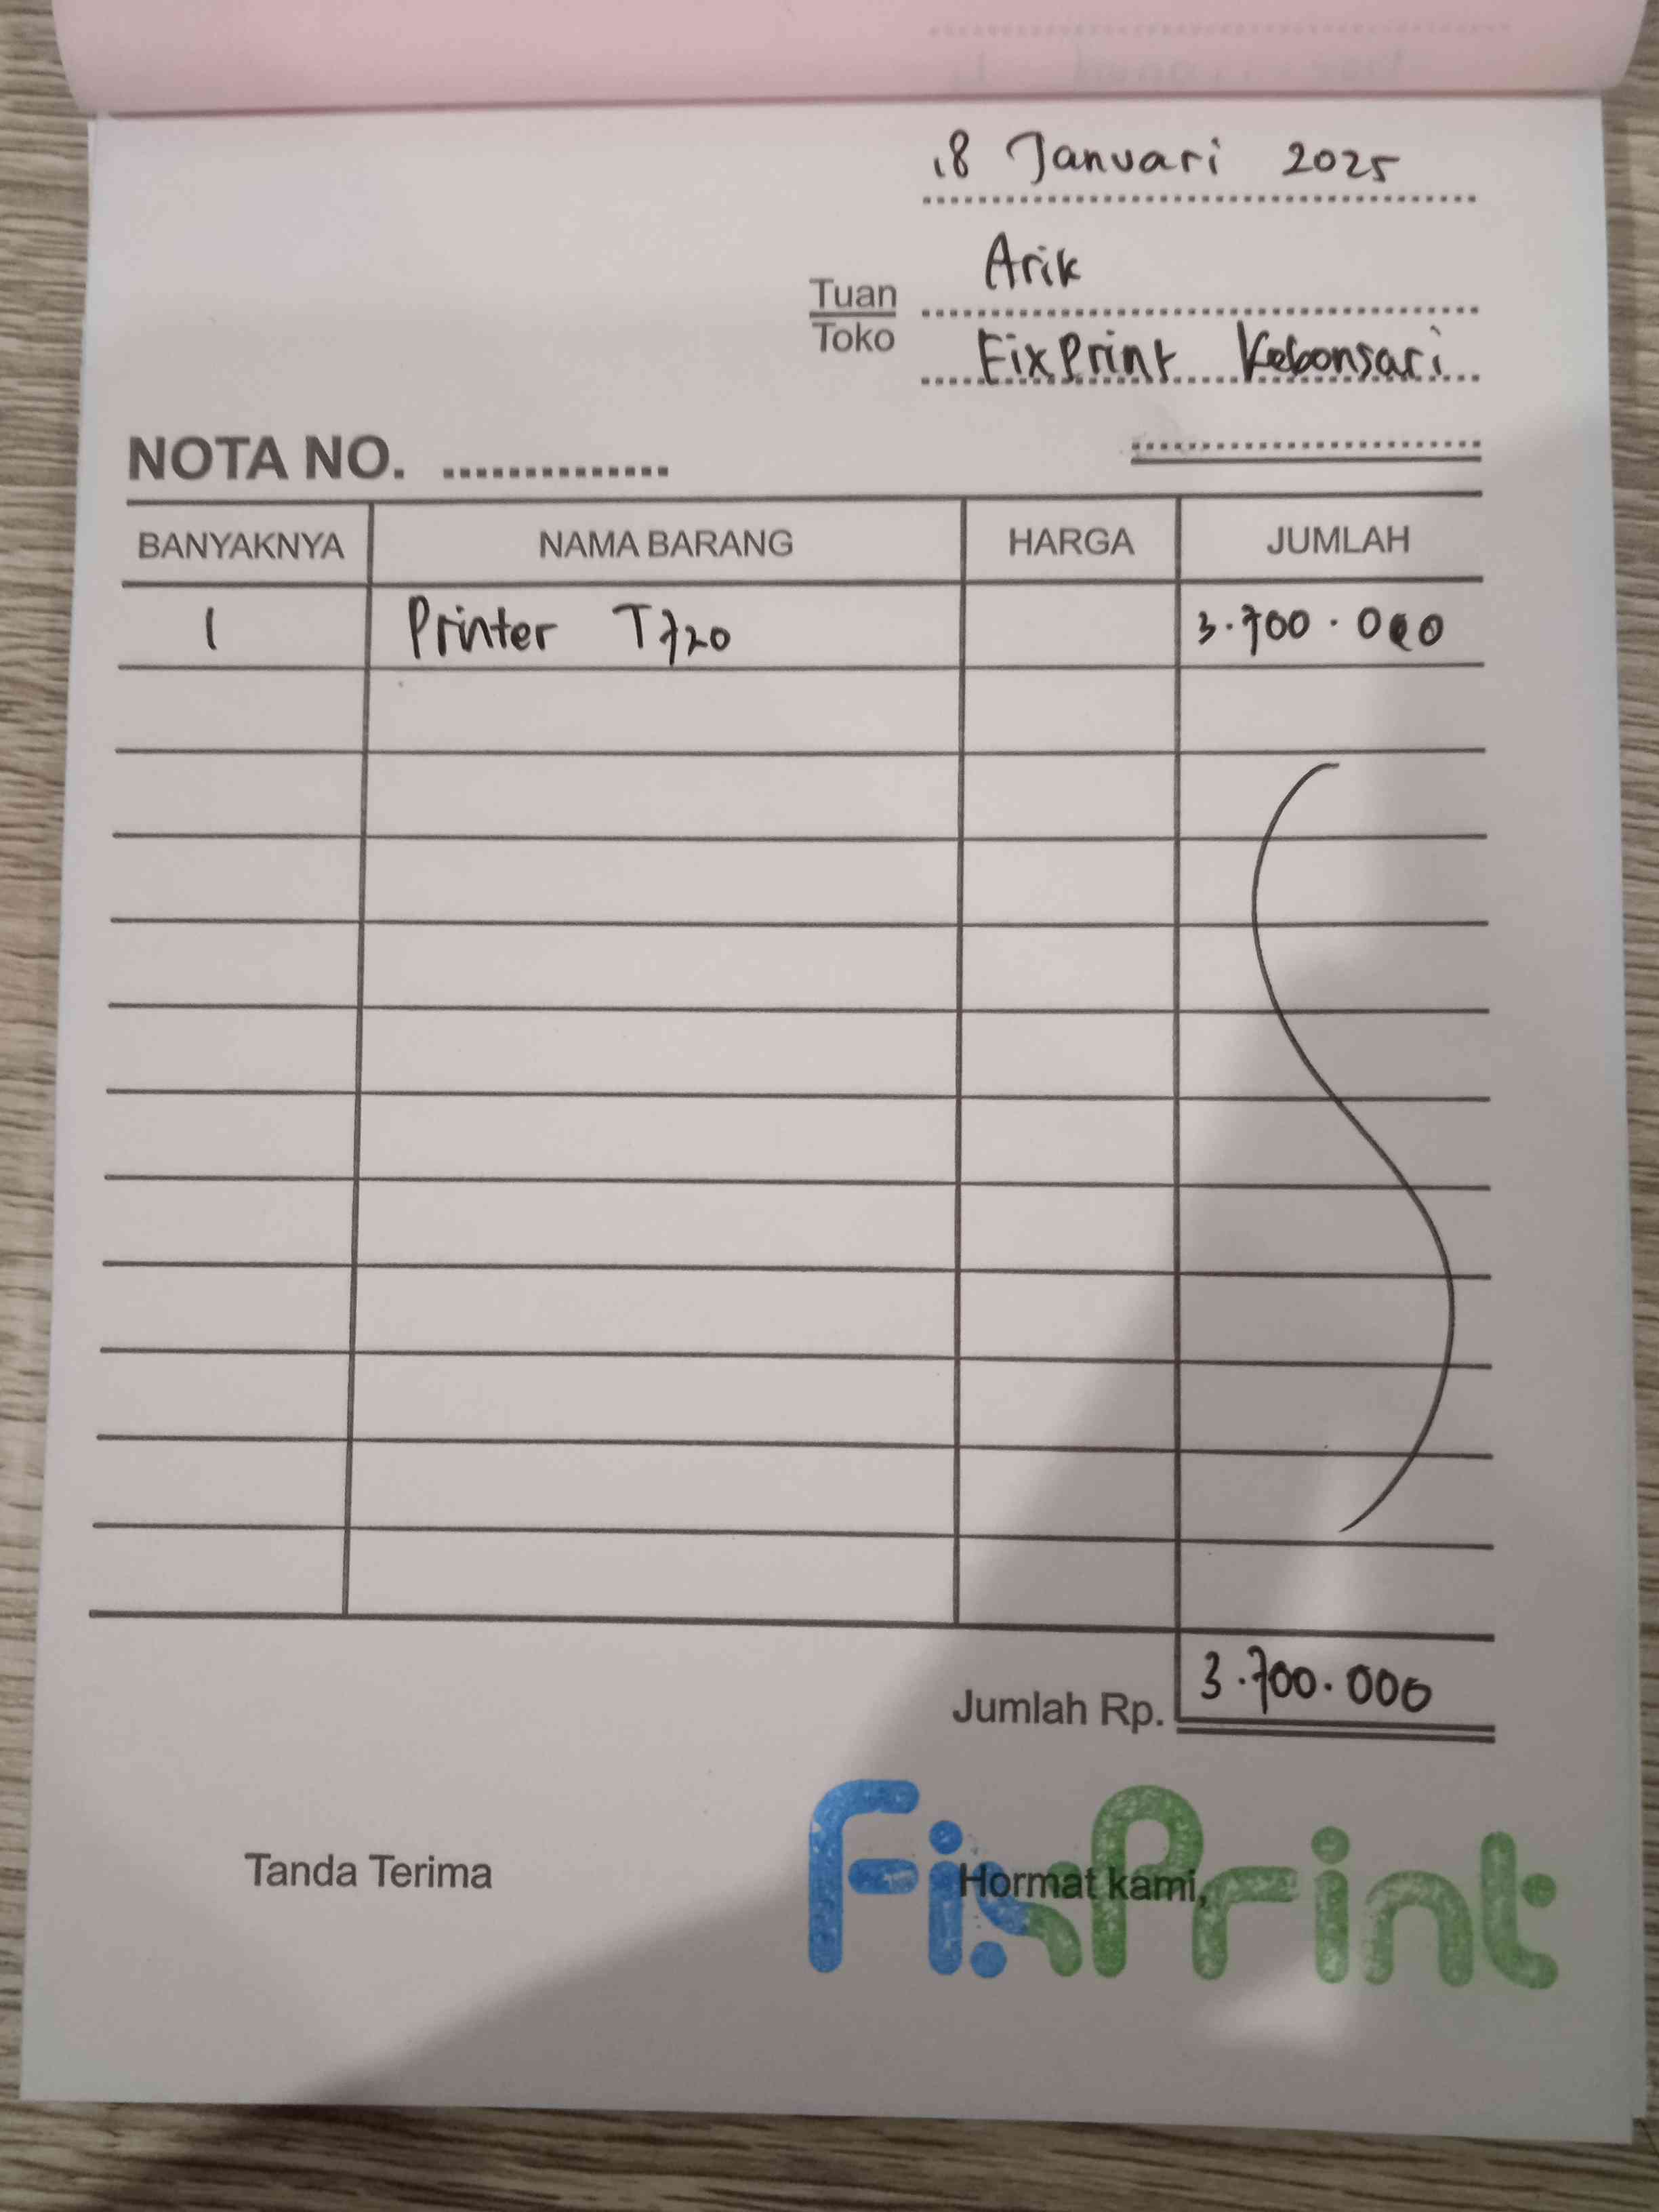 18 Januari 2025
Arik
Tuan
Toko
FixPrint Kebonsari
NOTA NO. ..............
BANYAKNYA NAMA BARANG HARGA JUMLAH
1 Printer T720 3.700.000
Jumlah Rp. 3.700.000
Tanda Terima Hormat kami,
FixPrint